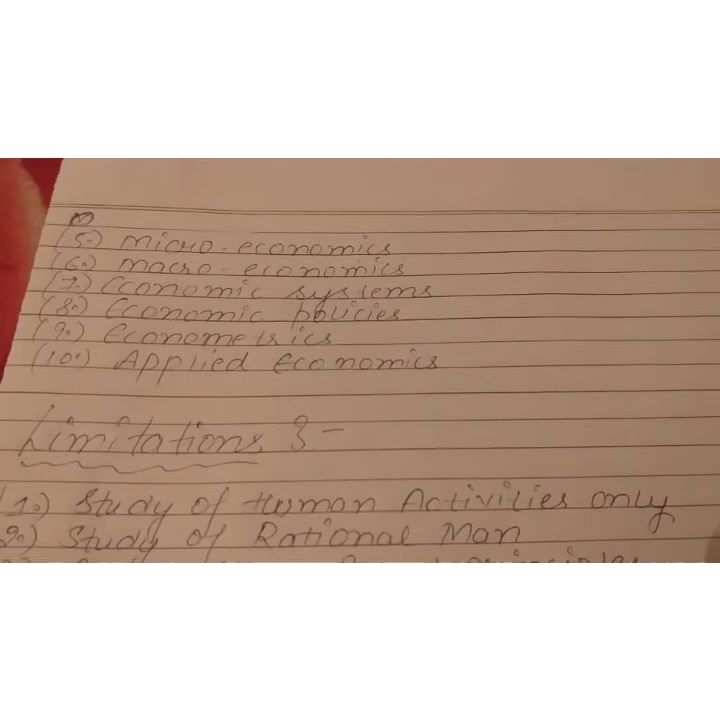 (5.) Micro-economics
(6.) Macro-economics
(7.) Economic systems
(8.) Economic policies
(9.) Econometrics
(10.) Applied Economics
Limitations :-
(1.) Study of Human Activities only
2.) Study of Rational Man